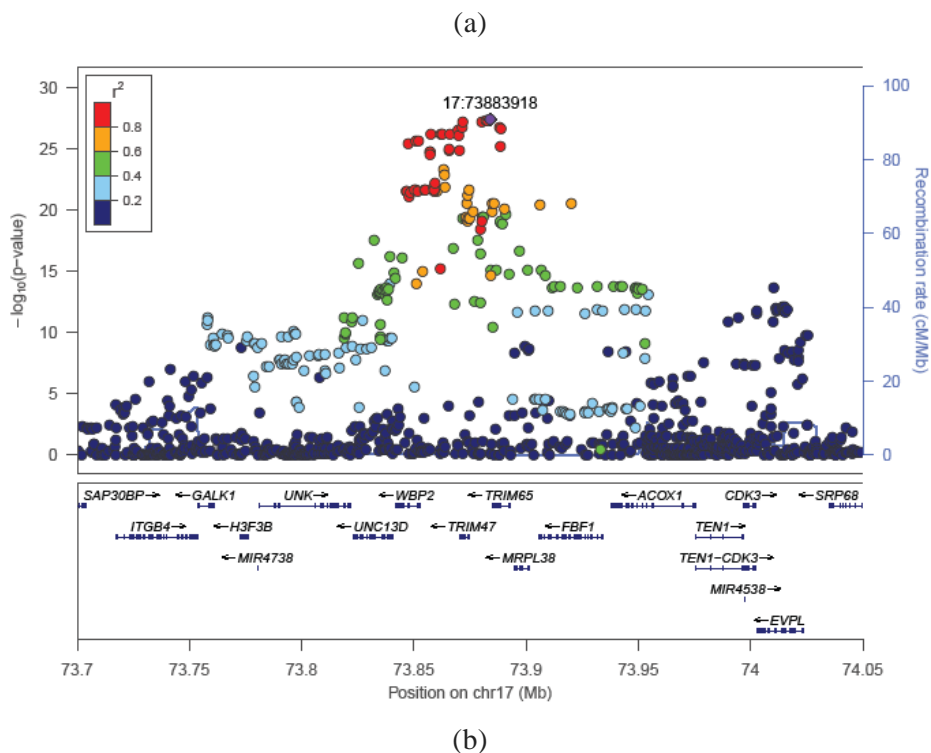 (a)
17:73883918
r²
0.8
0.6
0.4
0.2
30
25
20
15
10
5
0
−log₁₀(p−value)
100
80
60
40
20
0
Recombination rate (cM/Mb)
SAP30BP→ ←GALK1 UNK→ ←WBP2 ←TRIM65 ←ACOX1 CDK3→ ←SRP68
ITGB4→ ←H3F3B ←UNC13D ←TRIM47 ←FBF1 TEN1→
←MIR4738 ←MRPL38 TEN1−CDK3→
MIR4538→
←EVPL
73.7 73.75 73.8 73.85 73.9 73.95 74 74.05
Position on chr17 (Mb)
(b)